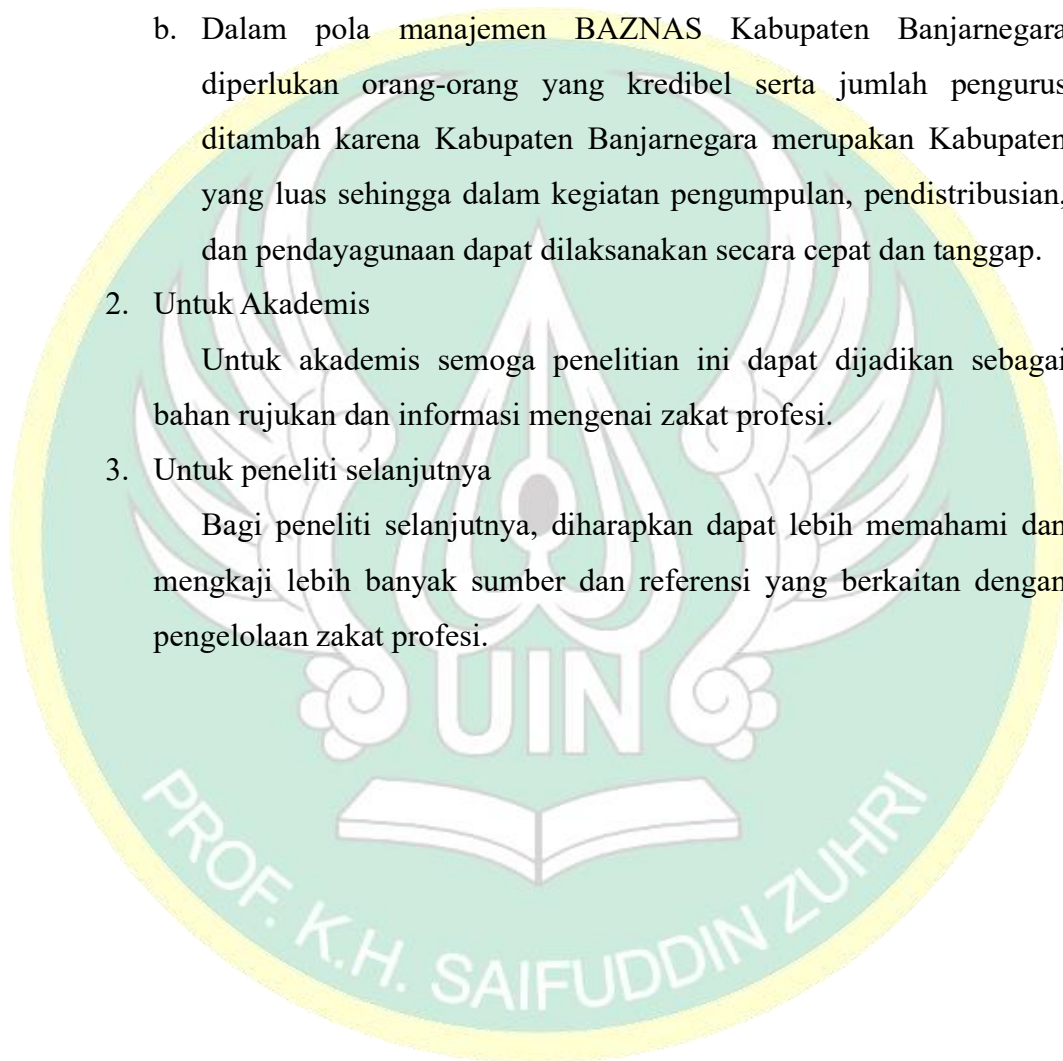 b. Dalam pola manajemen BAZNAS Kabupaten Banjarnegara
diperlukan orang-orang yang kredibel serta jumlah pengurus
ditambah karena Kabupaten Banjarnegara merupakan Kabupaten
yang luas sehingga dalam kegiatan pengumpulan, pendistribusian,
dan pendayagunaan dapat dilaksanakan secara cepat dan tanggap.
2. Untuk Akademis
Untuk akademis semoga penelitian ini dapat dijadikan sebagai
bahan rujukan dan informasi mengenai zakat profesi.
3. Untuk peneliti selanjutnya
Bagi peneliti selanjutnya, diharapkan dapat lebih memahami dan
mengkaji lebih banyak sumber dan referensi yang berkaitan dengan
pengelolaan zakat profesi.
UIN
PROF. K.H. SAIFUDDIN ZUHRI